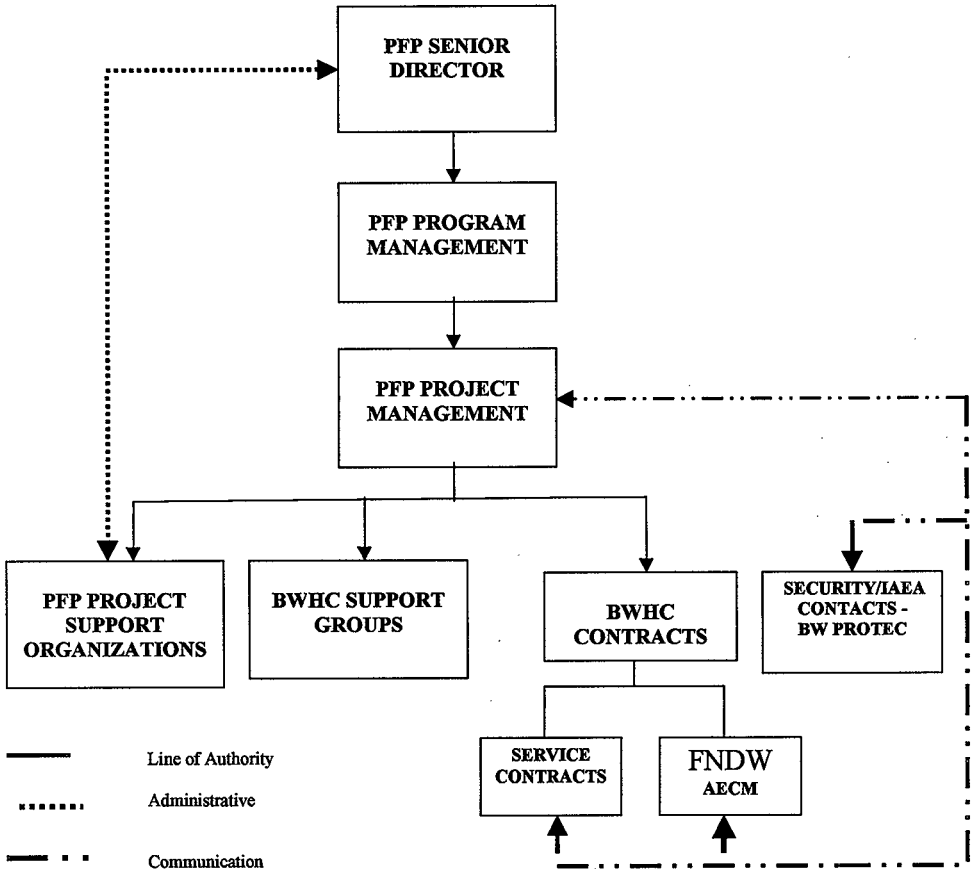 PFP SENIOR
DIRECTOR
PFP PROGRAM
MANAGEMENT
PFP PROJECT
MANAGEMENT
PFP PROJECT
SUPPORT
ORGANIZATIONS
BWHC SUPPORT
GROUPS
BWHC
CONTRACTS
SECURITY/IAEA
CONTACTS -
BW PROTEC
SERVICE
CONTRACTS
FNDW
AECM
Line of Authority
Administrative
Communication